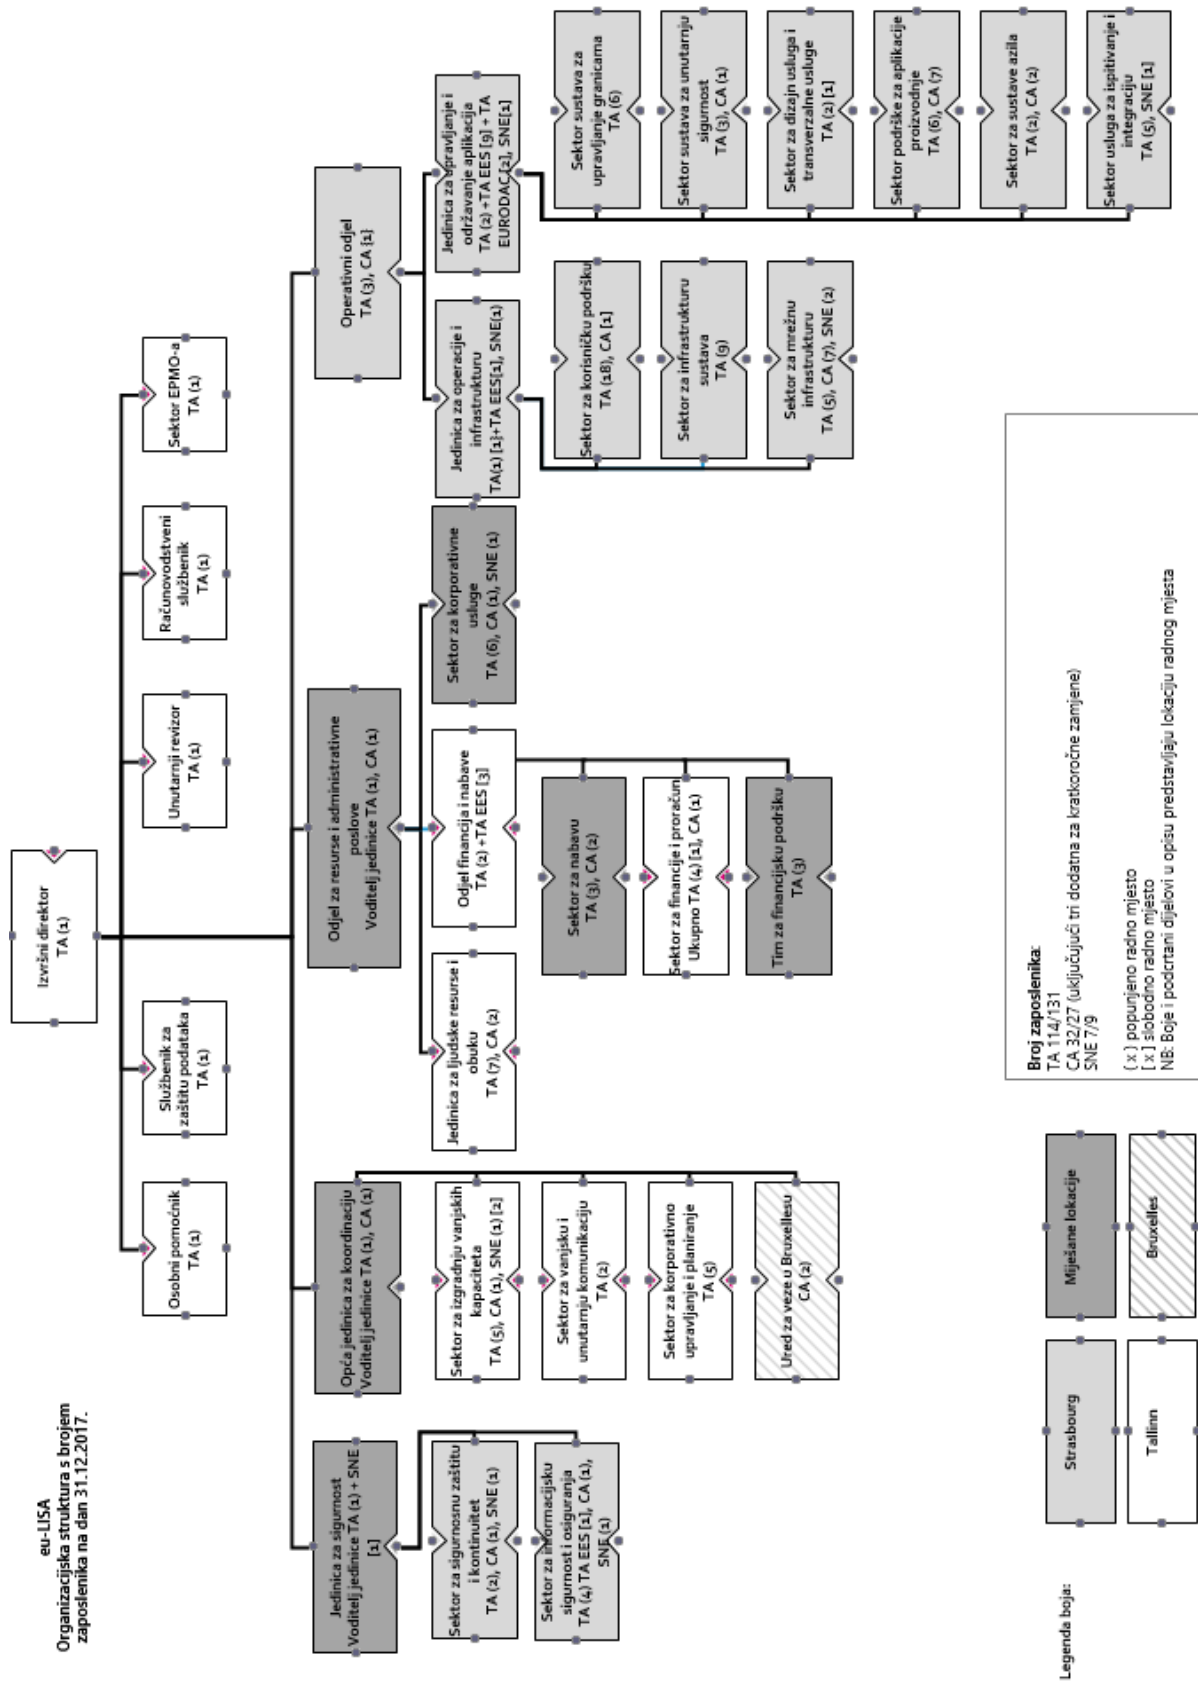 eu-LISA
Organizacijska struktura s brojem
zaposlenika na dan 31.12.2017.
Izvršni direktor
TA (1)
Osobni pomoćnik
TA (1)
Službenik za
zaštitu podataka
TA (1)
Unutarnji revizor
TA (1)
Računovodstveni
službenik
TA (1)
Sektor EPMO-a
TA (1)
Jedinica za sigurnost
Voditelj jedinice TA (1) + SNE
[1]
Sektor za sigurnosnu zaštitu
i kontinuitet
TA (2), CA (1), SNE (1)
Sektor za informacijsku
sigurnost i osiguranja
TA (4) TA EES [1], CA (1),
SNE (1)
Opća jedinica za koordinaciju
Voditelj jedinice TA (1), CA (1)
Sektor za izgradnju vanjskih
kapaciteta
TA (5), CA (1), SNE (1) [2]
Sektor za vanjsku i
unutarnju komunikaciju
TA (2)
Sektor za korporativno
upravljanje i planiranje
TA (5)
Ured za veze u Bruxellesu
CA (2)
Odjel za resurse i administrativne
poslove
Voditelj jedinice TA (1), CA (1)
Jedinica za ljudske resurse i
obuku
TA (7), CA (2)
Odjel financija i nabave
TA (2) +TA EES [3]
Sektor za nabavu
TA (3), CA (2)
Sektor za financije i proračun
Ukupno TA (4) [1], CA (1)
Tim za financijsku podršku
TA (3)
Sektor za korporativne
usluge
TA (6), CA (1), SNE (1)
Operativni odjel
TA (3), CA [1]
Jedinica za operacije i
infrastrukturu
TA(1) [1]+TA EES[1], SNE(1)
Sektor za korisničku podršku
TA (18), CA [1]
Sektor za infrastrukturu
sustava
TA (9)
Sektor za mrežnu
infrastrukturu
TA (5), CA (7), SNE (2)
Jedinica za upravljanje i
održavanje aplikacija
TA (2) +TA EES [9] + TA
EURODAC [2], SNE[1]
Sektor sustava za
upravljanje granicama
TA (6)
Sektor sustava za unutarnju
sigurnost
TA (3), CA (1)
Sektor za dizajn usluga i
transverzalne usluge
TA (2) [1]
Sektor podrške za aplikacije
proizvodnje
TA (6), CA (7)
Sektor za sustave azila
TA (2), CA (2)
Sektor usluga za ispitivanje i
integraciju
TA (5), SNE [1]
Legenda boja:
Strasbourg
Miješane lokacije
Tallinn
Bruxelles
Broj zaposlenika:
TA 114/131
CA 32/27 (uključujući tri dodatna za kratkoročne zamjene)
SNE 7/9
( x ) popunjeno radno mjesto
[ x ] slobodno radno mjesto
NB: Boje i podcrtani dijelovi u opisu predstavljaju lokaciju radnog mjesta